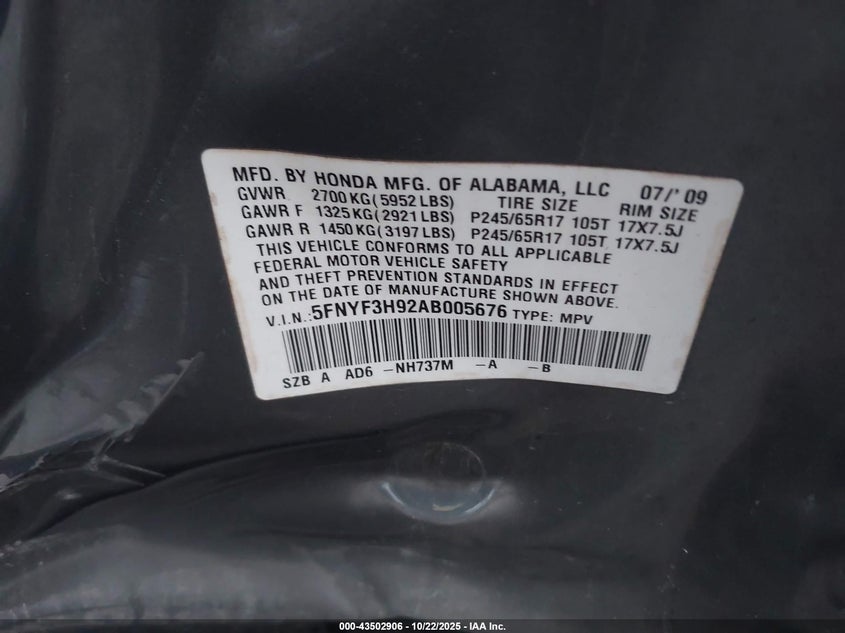 MFD. BY HONDA MFG. OF ALABAMA, LLC 07/' 09
GVWR 2700 KG (5952 LBS) TIRE SIZE RIM SIZE
GAWR F 1325 KG (2921 LBS) P245/65R17 105T 17X7.5J
GAWR R 1450 KG (3197 LBS) P245/65R17 105T 17X7.5J
THIS VEHICLE CONFORMS TO ALL APPLICABLE
FEDERAL MOTOR VEHICLE SAFETY
AND THEFT PREVENTION STANDARDS IN EFFECT
ON THE DATE OF MANUFACTURE SHOWN ABOVE.
V.I.N.: 5FNYF3H92AB005676 TYPE: MPV
SZB A AD6 -NH737M -A -B
000-43502906 - 10/22/2025 - IAA Inc.